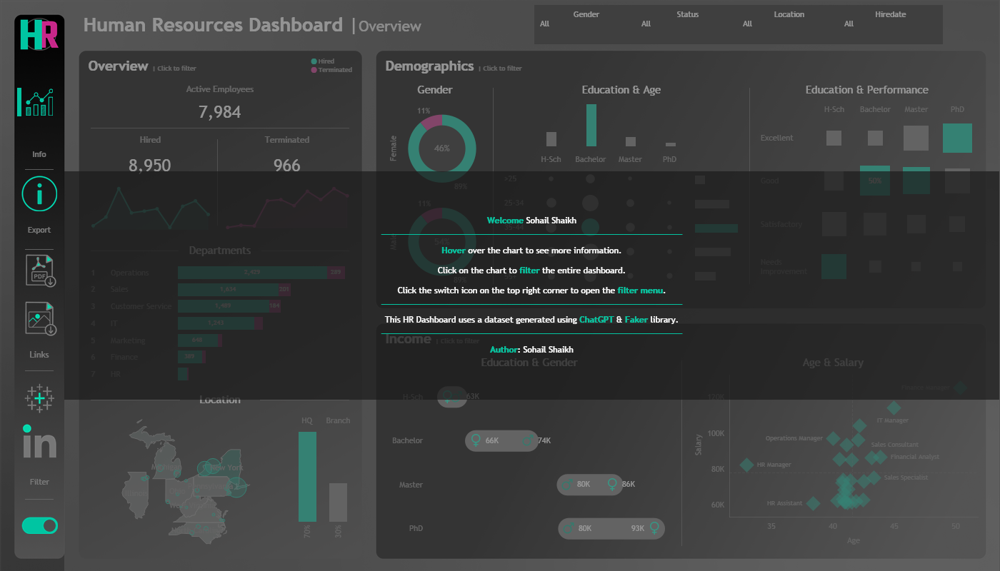 HR
Human Resources Dashboard | Overview
Gender Status Location Hiredate
All All All All
Info
Export
PDF
Links
in
Filter
Overview | Click to filter
Hired
Terminated
Active Employees
7,984
Hired Terminated
8,950 966
Departments
1 Operations 2,429 289
2 Sales 1,624 201
3 Customer Service 1,485 184
4 IT 1,243
5 Marketing 640
6 Finance
7 HR
Location
HQ Branch
Michigan
New York
Illinois
70% 30%
Demographics | Click to filter
Gender
11%
Female
46%
89%
11%
Male
54%
89%
Education & Age
H-Sch Bachelor Master PhD
>25
25-34
Education & Performance
H-Sch Bachelor Master PhD
Excellent
Good
50%
Satisfactory
Needs
Improvement
Welcome Sohail Shaikh
Hover over the chart to see more information.
Click on the chart to filter the entire dashboard.
Click the switch icon on the top right corner to open the filter menu.
This HR Dashboard uses a dataset generated using ChatGPT & Faker library.
Author: Sohail Shaikh
Income | Click to filter
Education & Gender
H-Sch 63K
Bachelor 66K 74K
Master 80K 86K
PhD 80K 93K
Age & Salary
Finance Manager
120K
IT Manager
100K
Operations Manager
Sales Consultant
Financial Analyst
Salary
HR Manager
80K
Sales Specialist
HR Assistant
60K
35 40 45 50
Age